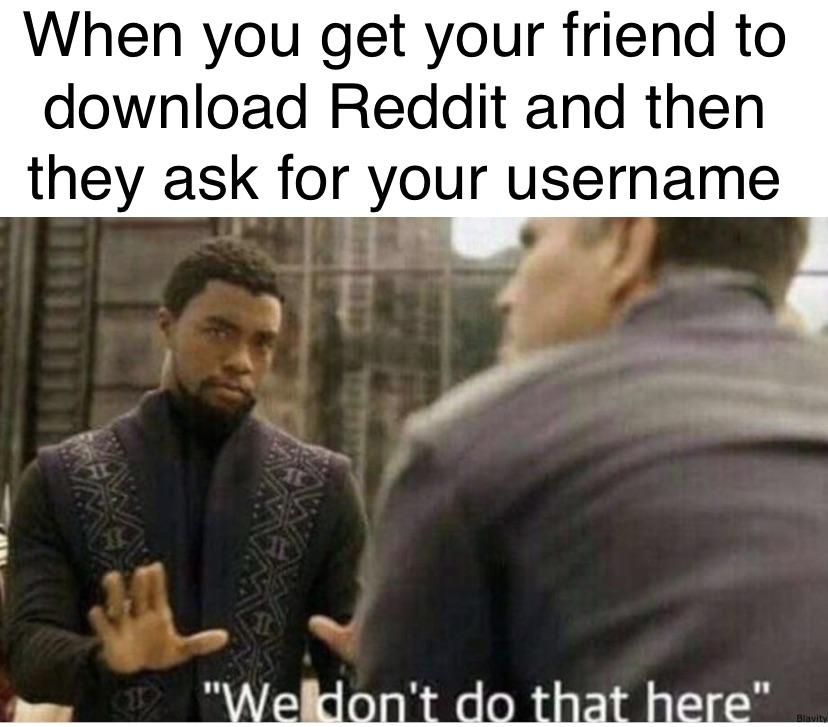 When you get your friend to
download Reddit and then
they ask for your username
"We don't do that here"